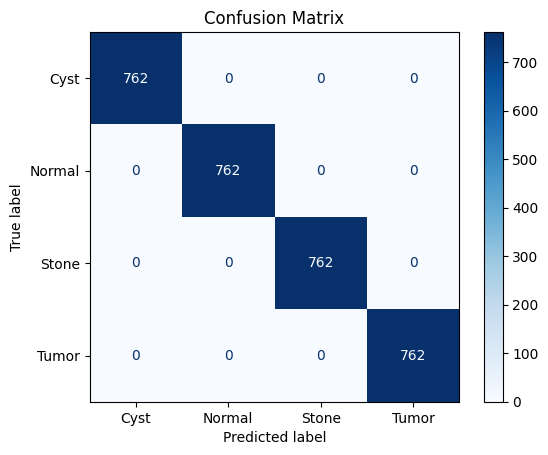 Confusion Matrix
True label
Cyst 762 0 0 0
Normal 0 762 0 0
Stone 0 0 762 0
Tumor 0 0 0 762
Cyst Normal Stone Tumor
Predicted label
700
600
500
400
300
200
100
0